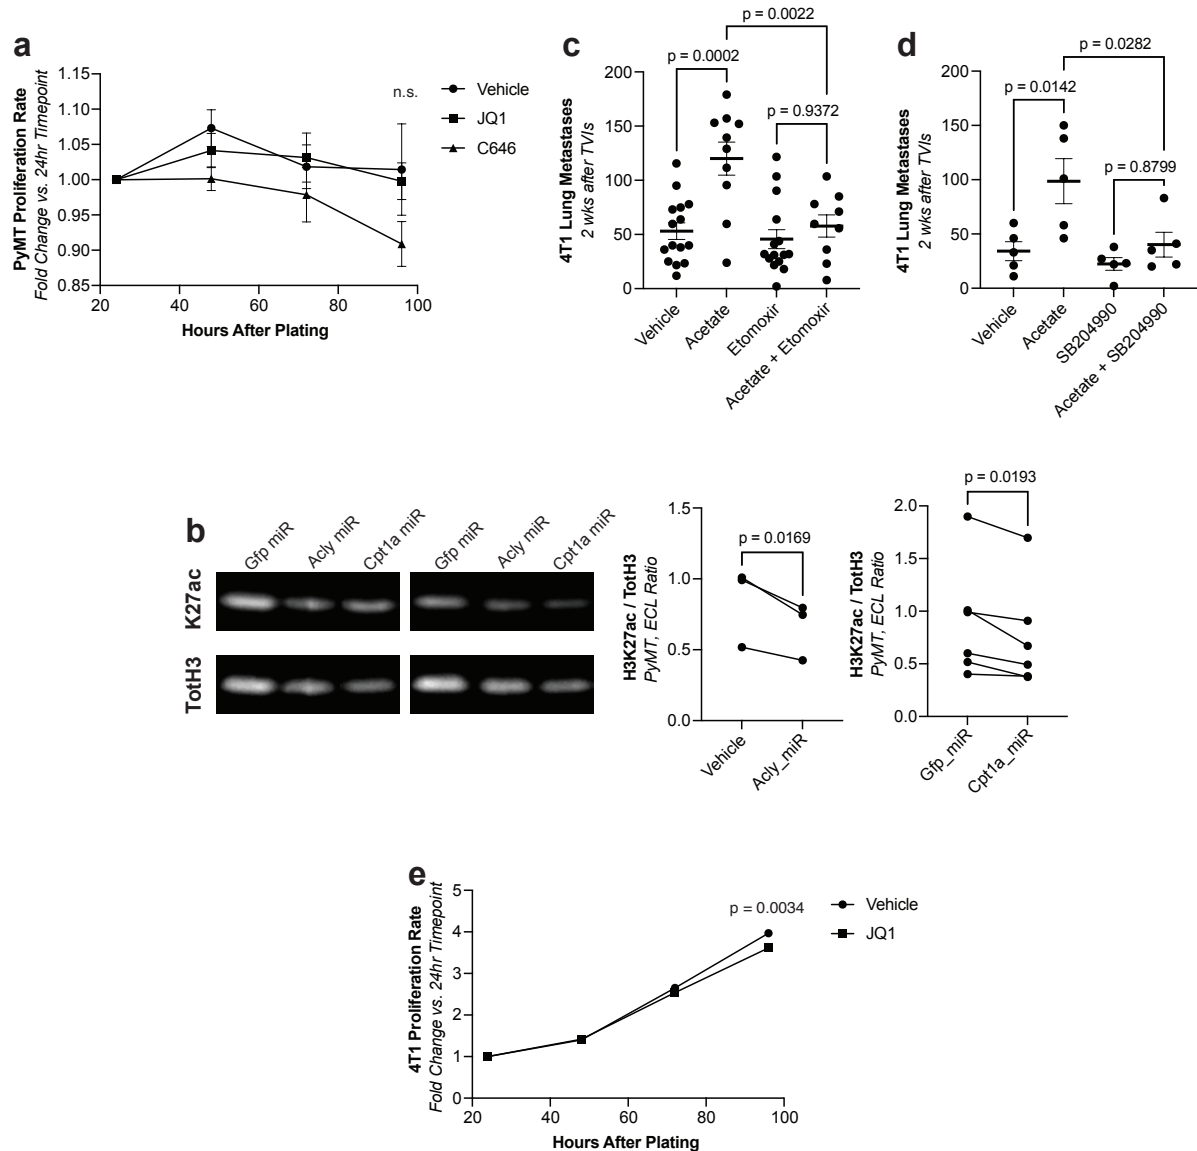 a
PyMT Proliferation Rate
Fold Change vs. 24hr Timepoint
1.15
1.10
1.05
1.00
0.95
0.90
0.85
20
40
60
80
100
Hours After Plating
n.s.
Vehicle
JQ1
C646
c
4T1 Lung Metastases
2 wks after TVIs
200
150
100
50
0
p = 0.0022
p = 0.0002
p = 0.9372
Vehicle
Acetate
Etomoxir
Acetate + Etomoxir
d
4T1 Lung Metastases
2 wks after TVIs
200
150
100
50
0
p = 0.0282
p = 0.0142
p = 0.8799
Vehicle
Acetate
SB204990
Acetate + SB204990
b
Gfp miR
Acly miR
Cpt1a miR
Gfp miR
Acly miR
Cpt1a miR
K27ac
TotH3
H3K27ac / TotH3
PyMT, ECL Ratio
1.5
1.0
0.5
0.0
p = 0.0169
Vehicle
Acly_miR
H3K27ac / TotH3
PyMT, ECL Ratio
2.0
1.5
1.0
0.5
0.0
p = 0.0193
Gfp_miR
Cpt1a_miR
e
4T1 Proliferation Rate
Fold Change vs. 24hr Timepoint
5
4
3
2
1
0
20
40
60
80
100
Hours After Plating
p = 0.0034
Vehicle
JQ1